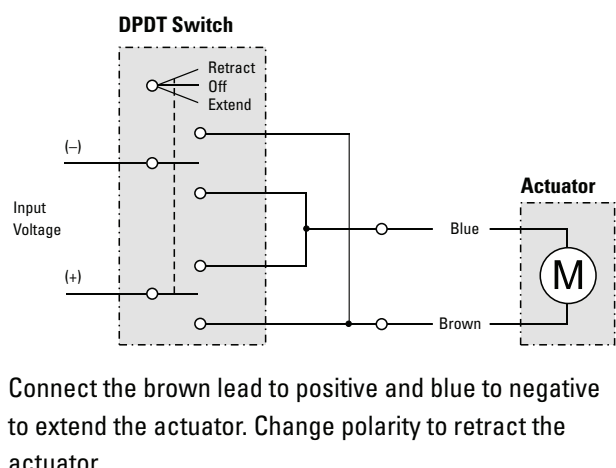 DPDT Switch
Retract
Off
Extend
(–)
Input
Voltage
(+)
Actuator
Blue
M
Brown
Connect the brown lead to positive and blue to negative
to extend the actuator. Change polarity to retract the
actuator